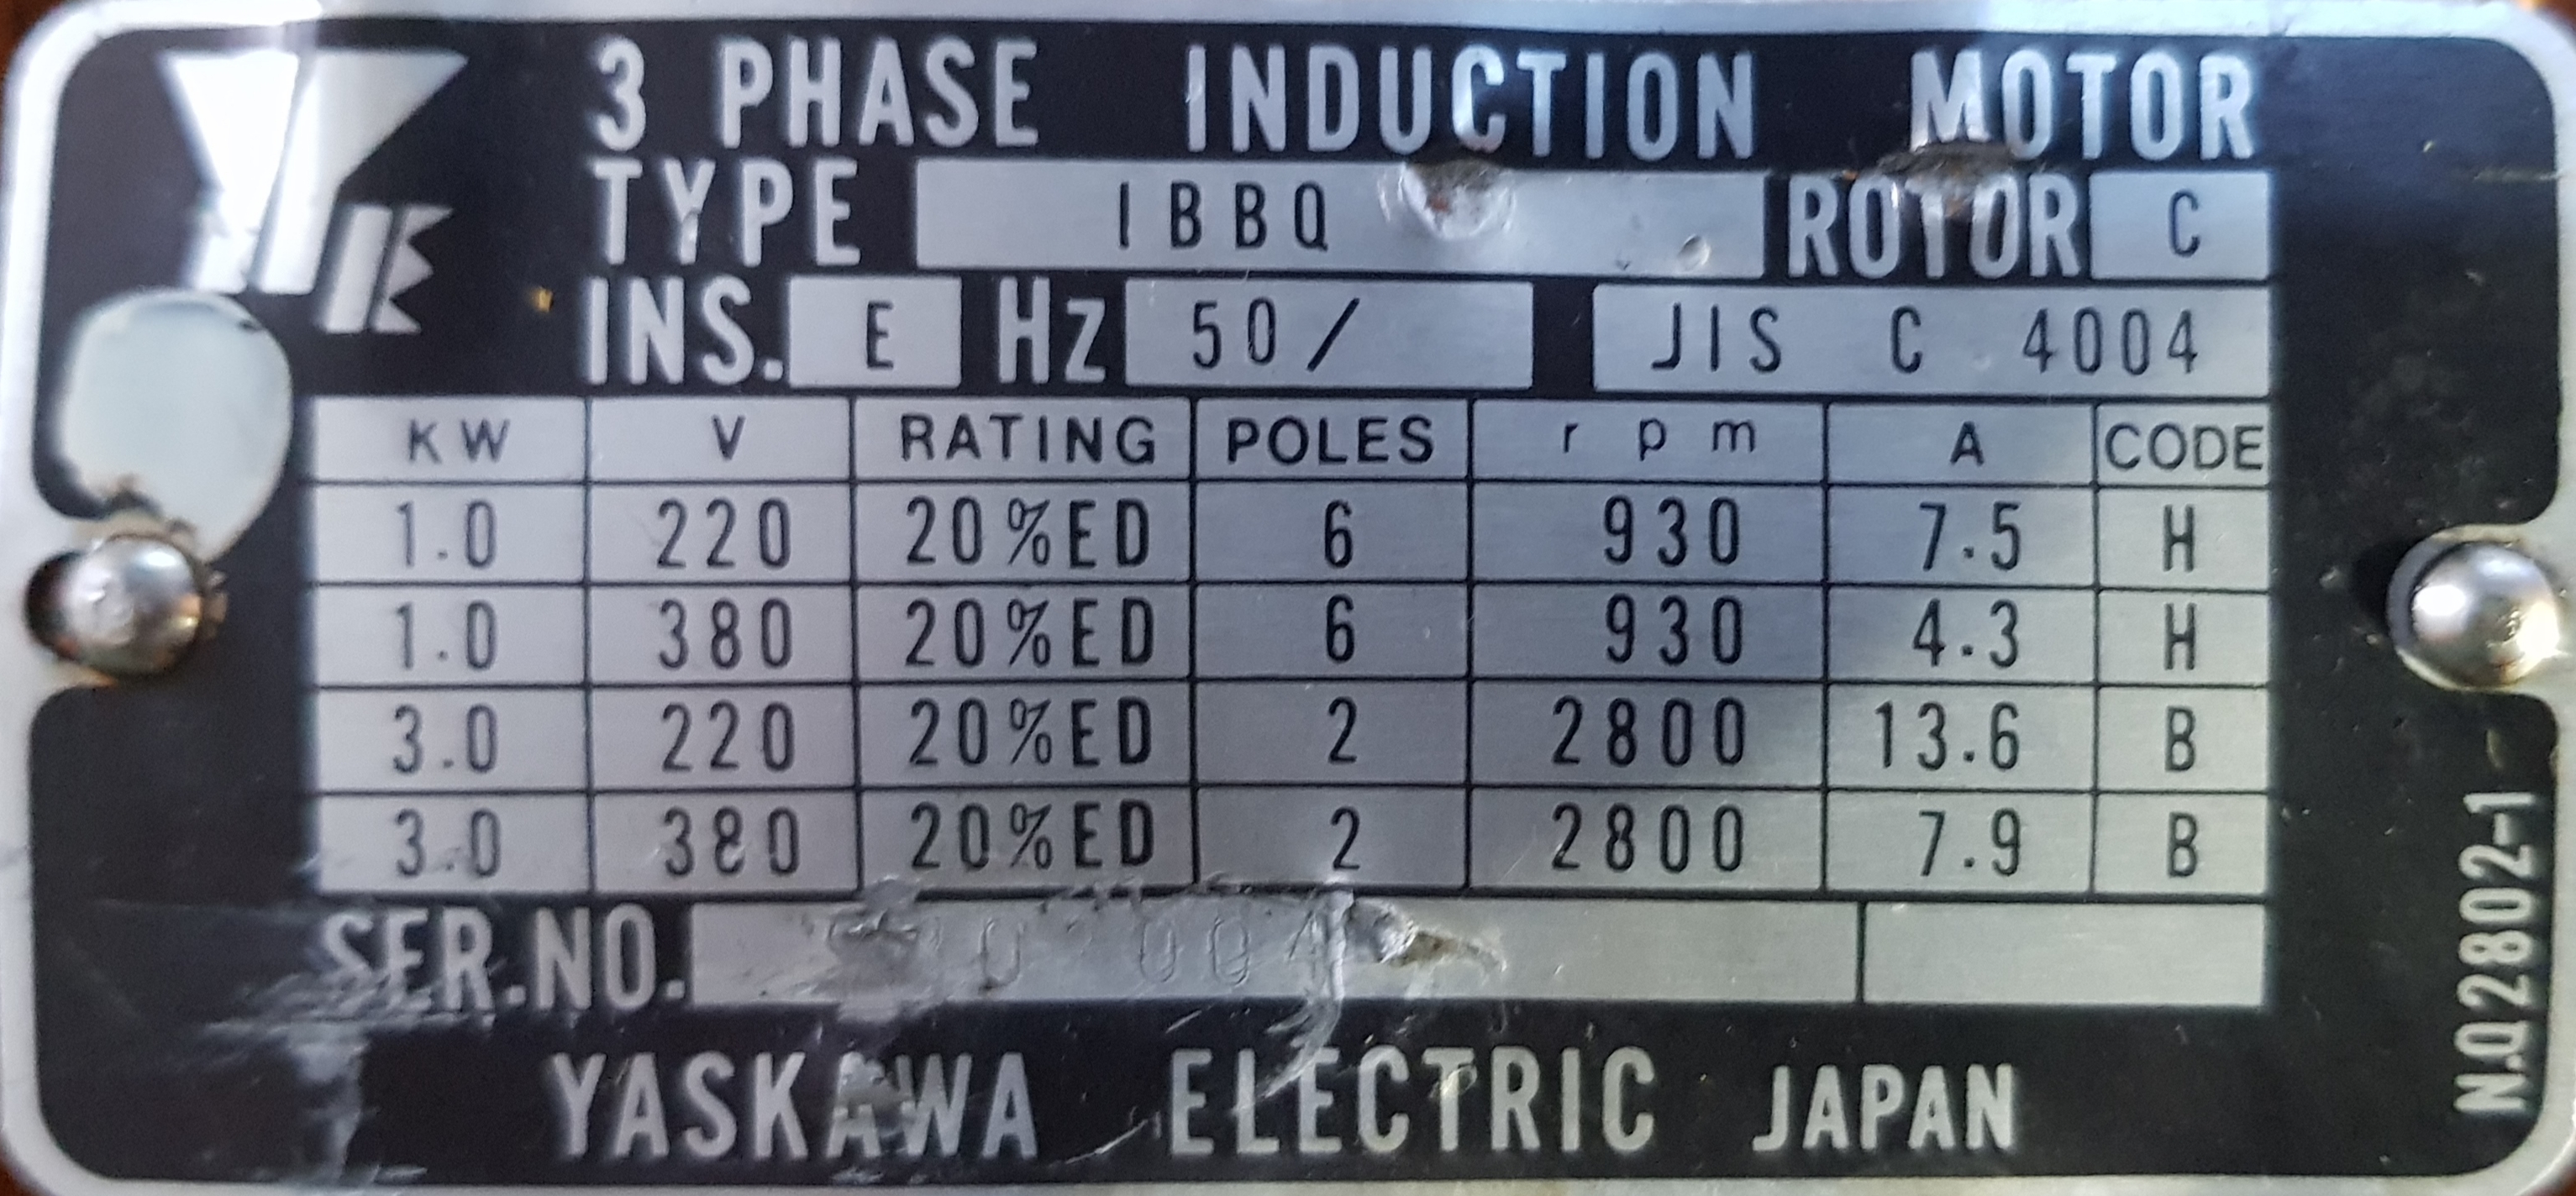 YE
3 PHASE INDUCTION MOTOR
TYPE IBBQ ROTOR C
INS. E HZ 50/ JIS C 4004
KW V RATING POLES rpm A CODE
1.0 220 20%ED 6 930 7.5 H
1.0 380 20%ED 6 930 4.3 H
3.0 220 20%ED 2 2800 13.6 B
3.0 380 20%ED 2 2800 7.9 B
SER.NO.
YASKAWA ELECTRIC JAPAN
N.Q2802-1